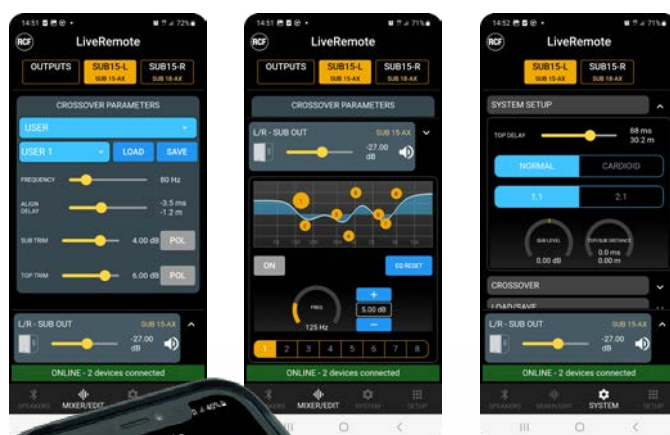 14:51
72%
RCF
LiveRemote
OUTPUTS
SUB15-L
SUB 15-AX
SUB15-R
SUB 18-AX
CROSSOVER PARAMETERS
USER
USER 1
LOAD
SAVE
FREQUENCY
80 Hz
ALIGN
DELAY
-3.5 ms
-1.2 m
SUB TRIM
4.00 dB
POL
TOP TRIM
6.00 dB
POL
L/R - SUB OUT
SUB 15-AX
-27.00
dB
ONLINE - 2 devices connected
SPEAKERS
MIXER/EDIT
40%
14:51
71%
RCF
LiveRemote
OUTPUTS
SUB15-L
SUB 15-AX
SUB15-R
SUB 18-AX
CROSSOVER PARAMETERS
L/R - SUB OUT
SUB 15-AX
-27.00
dB
ON
EQ RESET
FREQ
125 Hz
+
5.00 dB
−
1 2 3 4 5 6 7 8
ONLINE - 2 devices connected
SPEAKERS
MIXER/EDIT
SYSTEM
SETUP
14:52
71%
RCF
LiveRemote
SUB15-L
SUB 15-AX
SUB15-R
SUB 18-AX
SYSTEM SETUP
TOP DELAY
88 ms
30.2 m
NORMAL
CARDIOID
1:1
2:1
SUB LEVEL
0.00 dB
TOP/SUB DISTANCE
0.0 ms
0.00 m
CROSSOVER
LOAD/SAVE
L/R - SUB OUT
SUB 15-AX
-27.00
dB
ONLINE - 2 devices connected
SPEAKERS
MIXER/EDIT
SYSTEM
SETUP